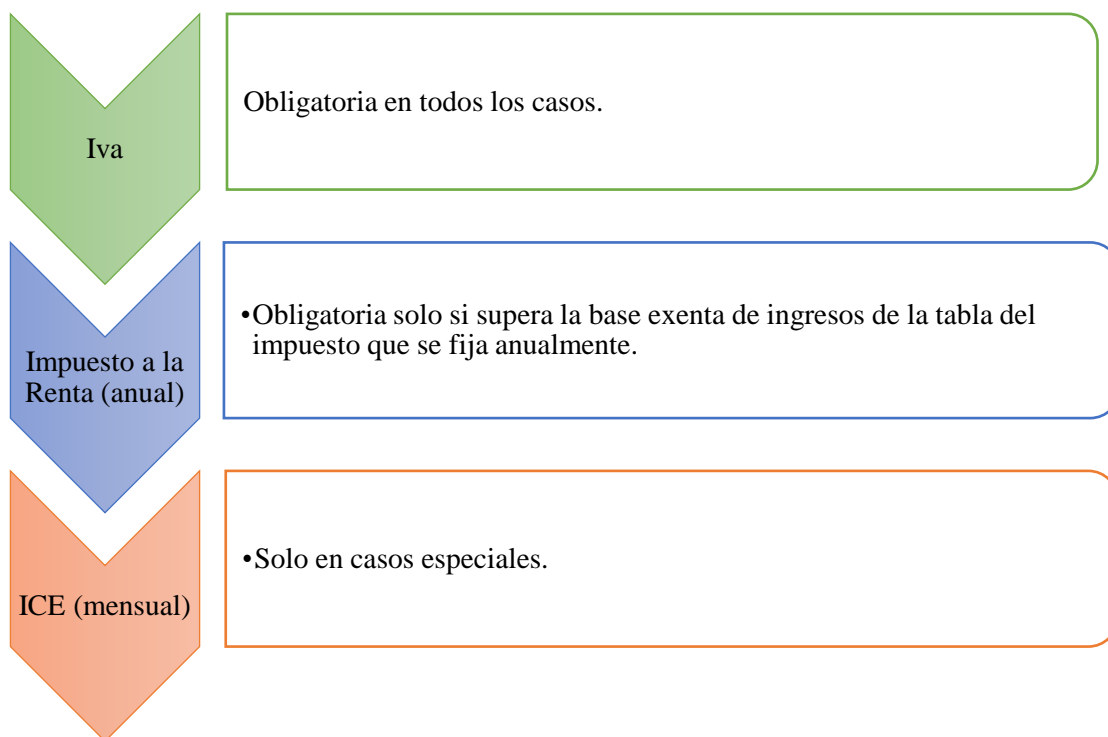 Iva
Obligatoria en todos los casos.
Impuesto a la
Renta (anual)
•Obligatoria solo si supera la base exenta de ingresos de la tabla del
impuesto que se fija anualmente.
ICE (mensual)
•Solo en casos especiales.